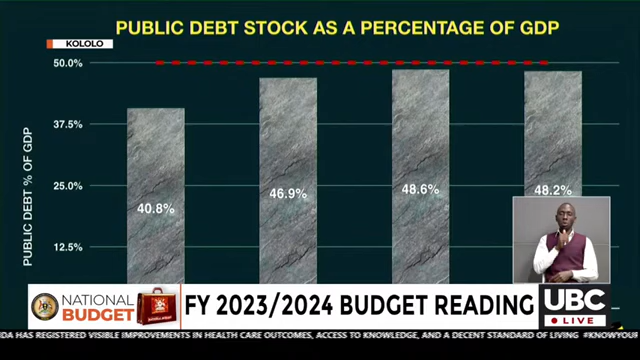 PUBLIC DEBT STOCK AS A PERCENTAGE OF GDP
KOLOLO
50.0%
37.5%
25.0%
12.5%
PUBLIC DEBT % OF GDP
40.8%
46.9%
48.6%
48.2%
NATIONAL
BUDGET
FY 2023/2024 BUDGET READING
UBC
LIVE
DA HAS REGISTERED VISIBLE IMPROVEMENTS IN HEALTH CARE OUTCOMES, ACCESS TO KNOWLEDGE, AND A DECENT STANDARD OF LIVING #KNOWYOUR